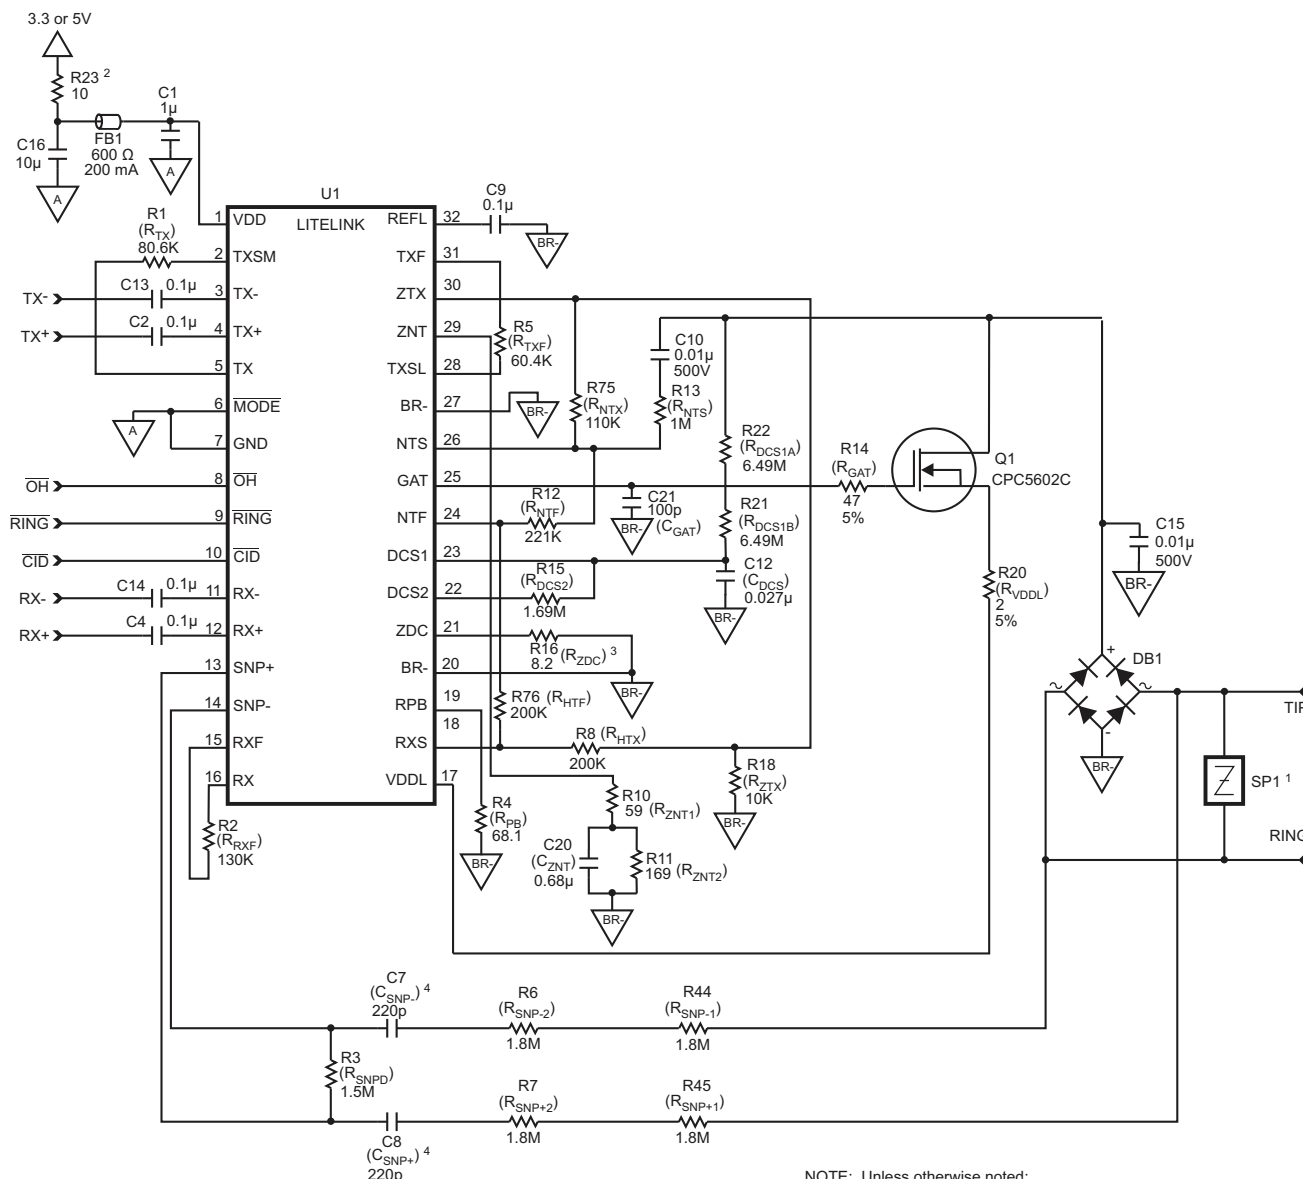 3.3 or 5V
R23 2
10
C1
1µ
C16
10µ
FB1
600 Ω
200 mA
A
A
U1
LITELINK
C9
0.1µ
BR-
R1
(RTX)
80.6K
1 VDD
2 TXSM
3 TX-
4 TX+
5 TX
6 MODE
7 GND
8 OH
9 RING
10 CID
11 RX-
12 RX+
13 SNP+
14 SNP-
15 RXF
16 RX
REFL 32
TXF 31
ZTX 30
ZNT 29
TXSL 28
BR- 27
NTS 26
GAT 25
NTF 24
DCS1 23
DCS2 22
ZDC 21
BR- 20
RPB 19
RXS 18
VDDL 17
TX-
C13 0.1µ
TX+
C2 0.1µ
A
OH
RING
CID
RX-
C14 0.1µ
RX+
C4 0.1µ
R2
(RRXF)
130K
R5
(RTXF)
60.4K
BR-
R75
(RNTX)
110K
C10
0.01µ
500V
R13
(RNTS)
1M
R22
(RDCS1A)
6.49M
R21
(RDCS1B)
6.49M
R14
(RGAT)
47
5%
Q1
CPC5602C
C21
100p
(CGAT)
BR-
R12
(RNTF)
221K
R15
(RDCS2)
1.69M
C12
(CDCS)
0.027µ
BR-
R16 (RZDC) 3
8.2
BR-
R20
(RVDDL)
2
5%
C15
0.01µ
500V
BR-
R76 (RHTF)
200K
R8 (RHTX)
200K
R18
(RZTX)
10K
BR-
R4
(RPB)
68.1
BR-
R10
59 (RZNT1)
C20
(CZNT)
0.68µ
R11
169 (RZNT2)
BR-
DB1
+
~
~
-
BR-
TIP
SP1 1
RING
C7
(CSNP-) 4
220p
R6
(RSNP-2)
1.8M
R44
(RSNP-1)
1.8M
R3
(RSNPD)
1.5M
C8
(CSNP+) 4
220p
R7
(RSNP+2)
1.8M
R45
(RSNP+1)
1.8M
NOTE: Unless otherwise noted: